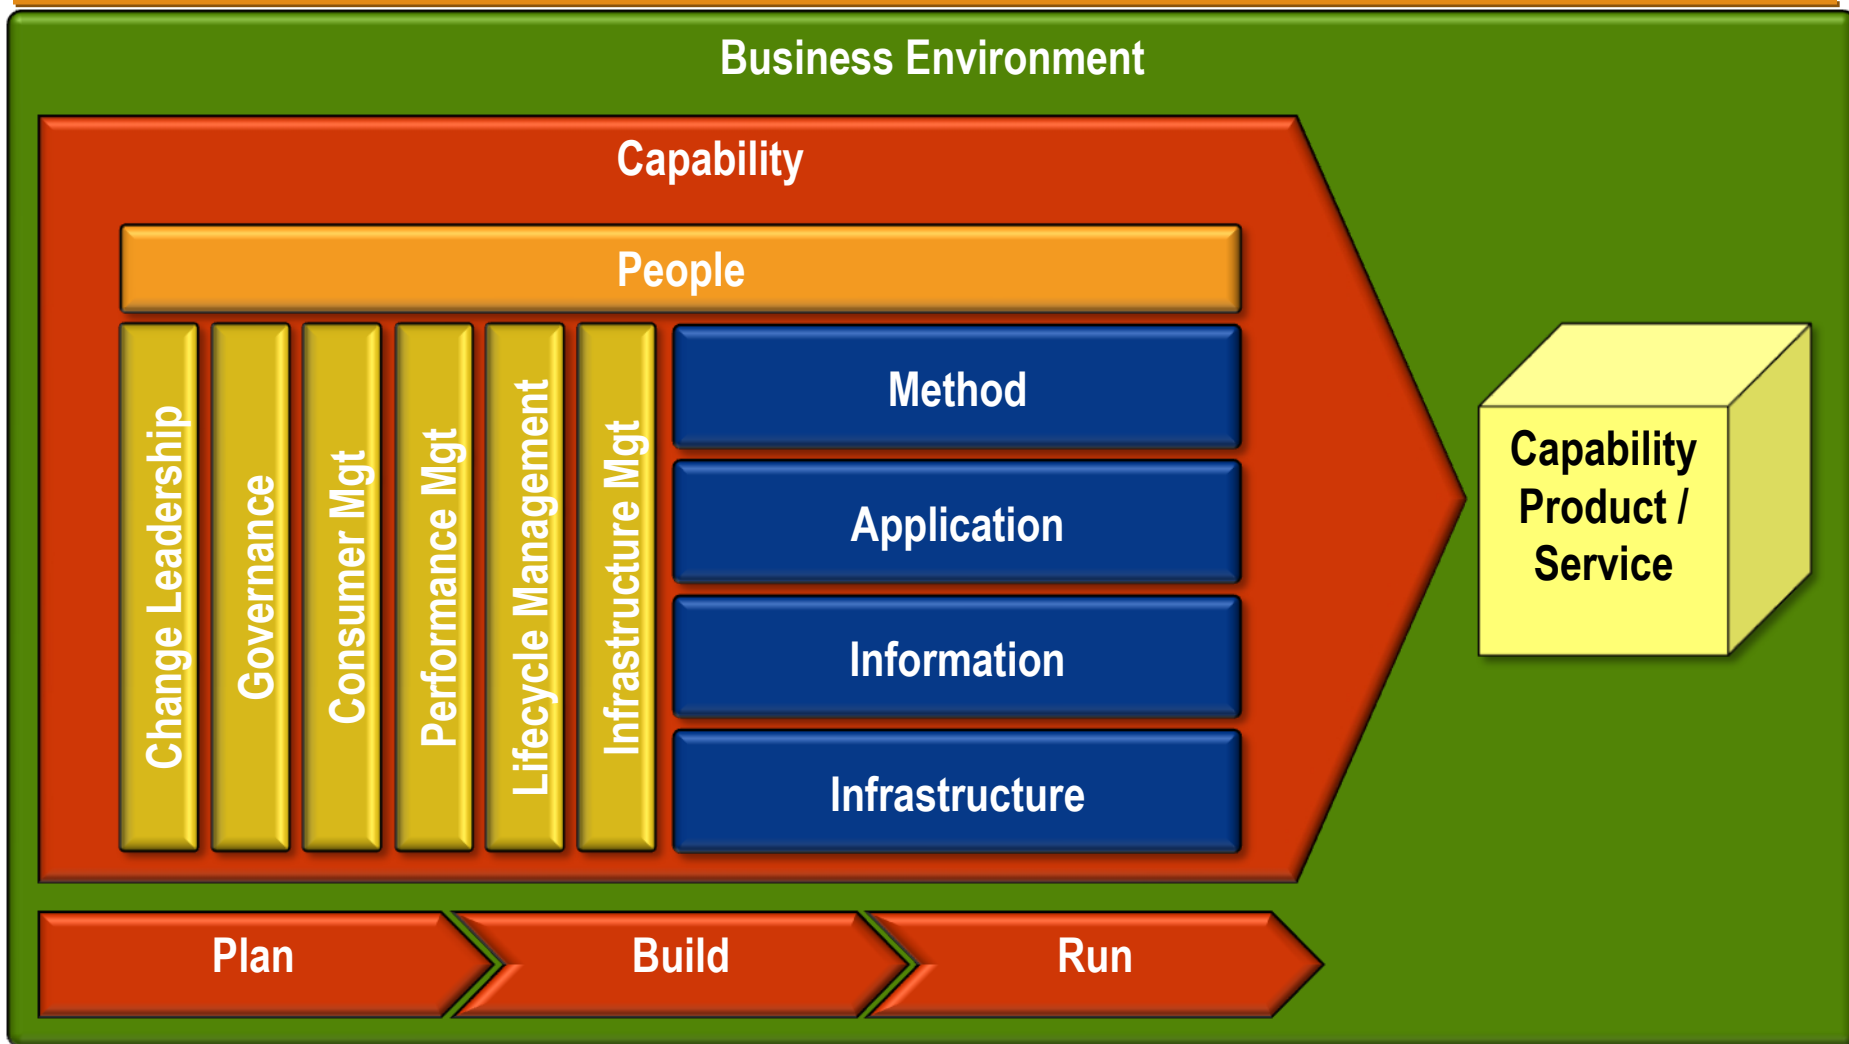 Business Environment
Capability
People
Change Leadership
Governance
Consumer Mgt
Performance Mgt
Lifecycle Management
Infrastructure Mgt
Method
Application
Information
Infrastructure
Capability
Product /
Service
Plan
Build
Run